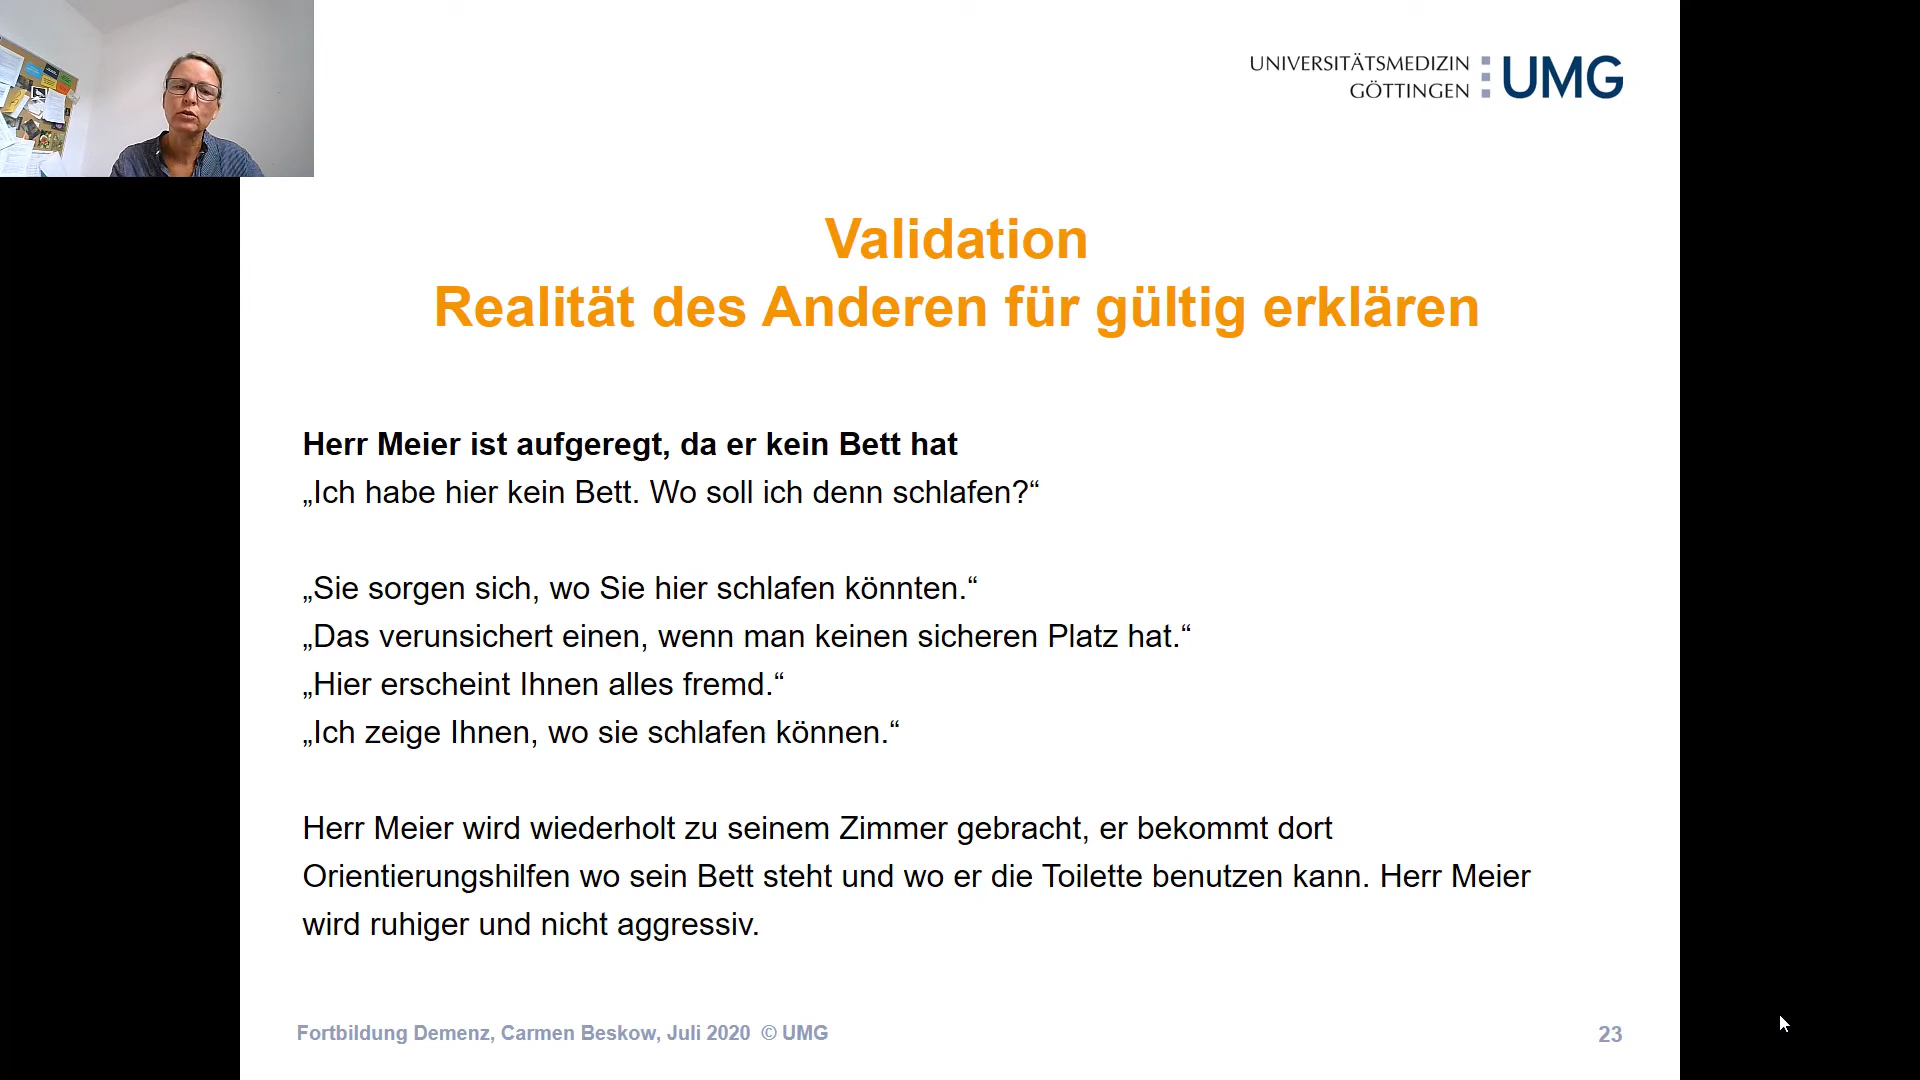 UNIVERSITÄTSMEDIZIN
GÖTTINGEN
UMG
Validation
Realität des Anderen für gültig erklären
Herr Meier ist aufgeregt, da er kein Bett hat
„Ich habe hier kein Bett. Wo soll ich denn schlafen?“
„Sie sorgen sich, wo Sie hier schlafen könnten.“
„Das verunsichert einen, wenn man keinen sicheren Platz hat.“
„Hier erscheint Ihnen alles fremd.“
„Ich zeige Ihnen, wo sie schlafen können.“
Herr Meier wird wiederholt zu seinem Zimmer gebracht, er bekommt dort
Orientierungshilfen wo sein Bett steht und wo er die Toilette benutzen kann. Herr Meier
wird ruhiger und nicht aggressiv.
Fortbildung Demenz, Carmen Beskow, Juli 2020 © UMG
23